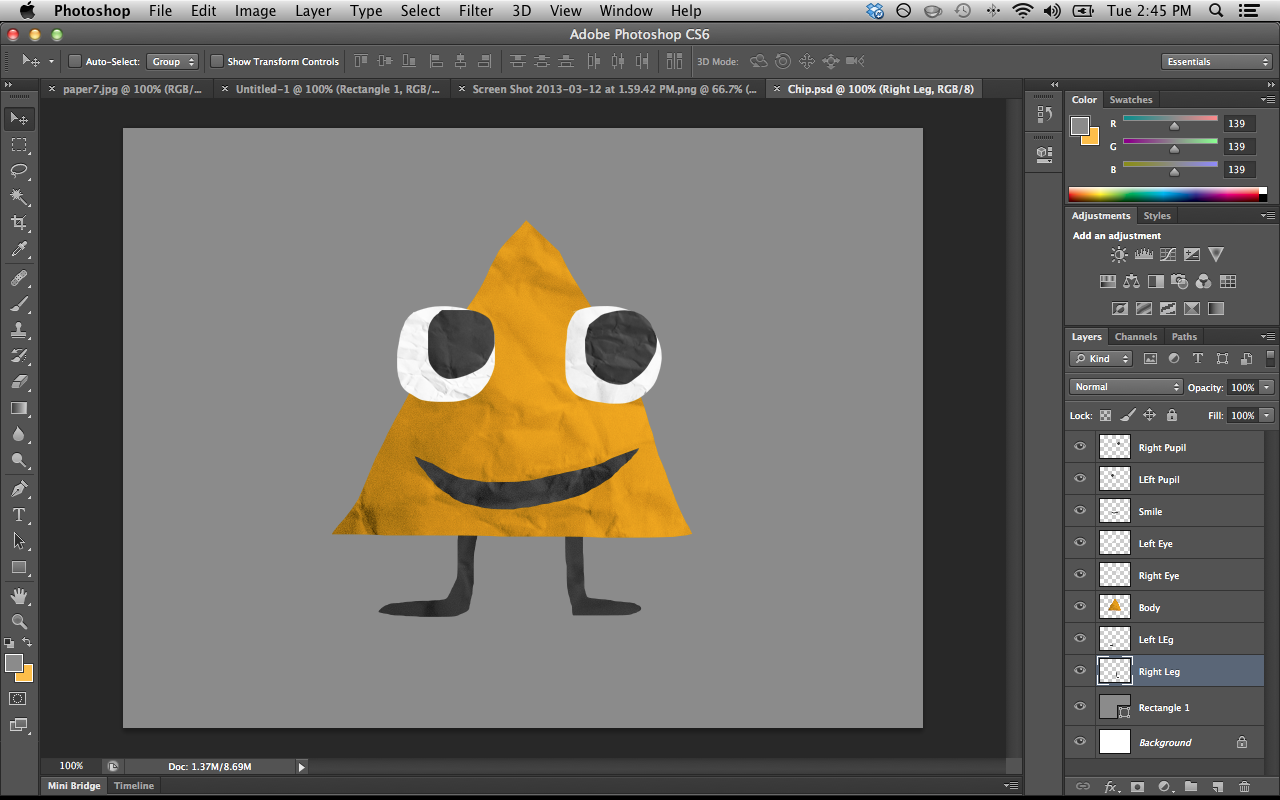 Photoshop File Edit Image Layer Type Select Filter 3D View Window Help Tue 2:45 PM
Adobe Photoshop CS6
Auto-Select: Group Show Transform Controls 3D Mode: Essentials
paper7.jpg @ 100% (RGB/... Untitled-1 @ 100% (Rectangle 1, RGB/... Screen Shot 2013-03-12 at 1.59.42 PM.png @ 66.7% (... Chip.psd @ 100% (Right Leg, RGB/8)
Color Swatches
R 139
G 139
B 139
Adjustments Styles
Add an adjustment
Layers Channels Paths
Kind
Normal Opacity: 100%
Lock: Fill: 100%
Right Pupil
LEft Pupil
Smile
Left Eye
Right Eye
Body
Left LEg
Right Leg
Rectangle 1
Background
100% Doc: 1.37M/8.69M
Mini Bridge Timeline